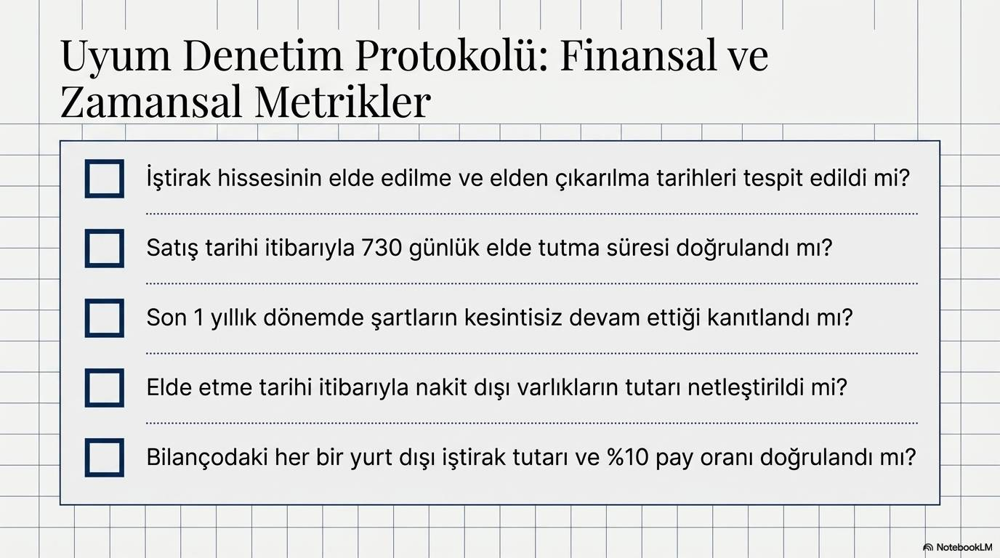 Uyum Denetim Protokolü: Finansal ve
Zamansal Metrikler
İştirak hissesinin elde edilme ve elden çıkarılma tarihleri tespit edildi mi?
Satış tarihi itibarıyla 730 günlük elde tutma süresi doğrulandı mı?
Son 1 yıllık dönemde şartların kesintisiz devam ettiği kanıtlandı mı?
Elde etme tarihi itibarıyla nakit dışı varlıkların tutarı netleştirildi mi?
Bilançodaki her bir yurt dışı iştirak tutarı ve %10 pay oranı doğrulandı mı?
NotebookLM